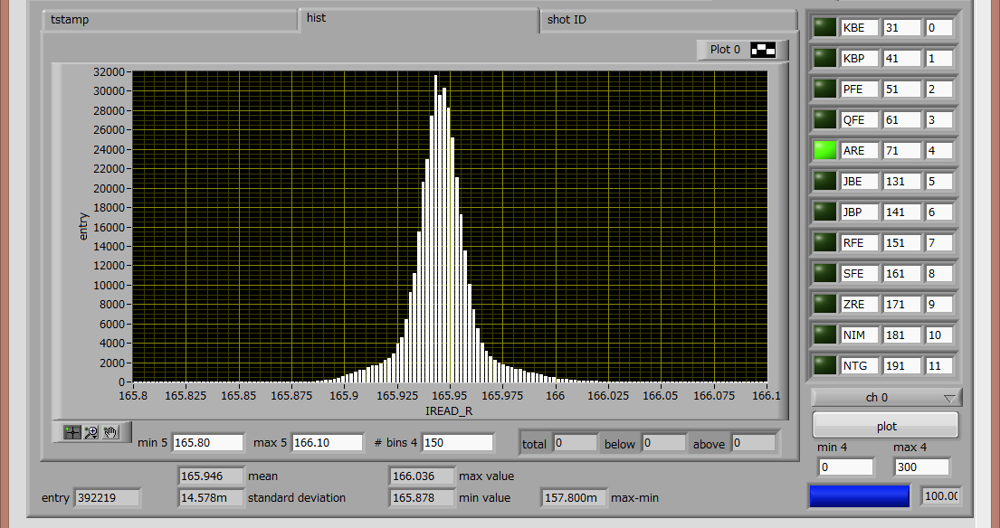 tstamp
hist
shot ID
Plot 0
32000
30000
28000
26000
24000
22000
20000
18000
16000
14000
12000
10000
8000
6000
4000
2000
0
entry
165.8 165.825 165.85 165.875 165.9 165.925 165.95 165.975 166 166.025 166.05 166.075 166.1
IREAD_R
min 5 165.80 max 5 166.10 # bins 4 150 total 0 below 0 above 0
165.946 mean 166.036 max value
entry 392219 14.578m standard deviation 165.878 min value 157.800m max-min
KBE 31 0
KBP 41 1
PFE 51 2
QFE 61 3
ARE 71 4
JBE 131 5
JBP 141 6
RFE 151 7
SFE 161 8
ZRE 171 9
NIM 181 10
NTG 191 11
ch 0
plot
min 4 max 4
0 300